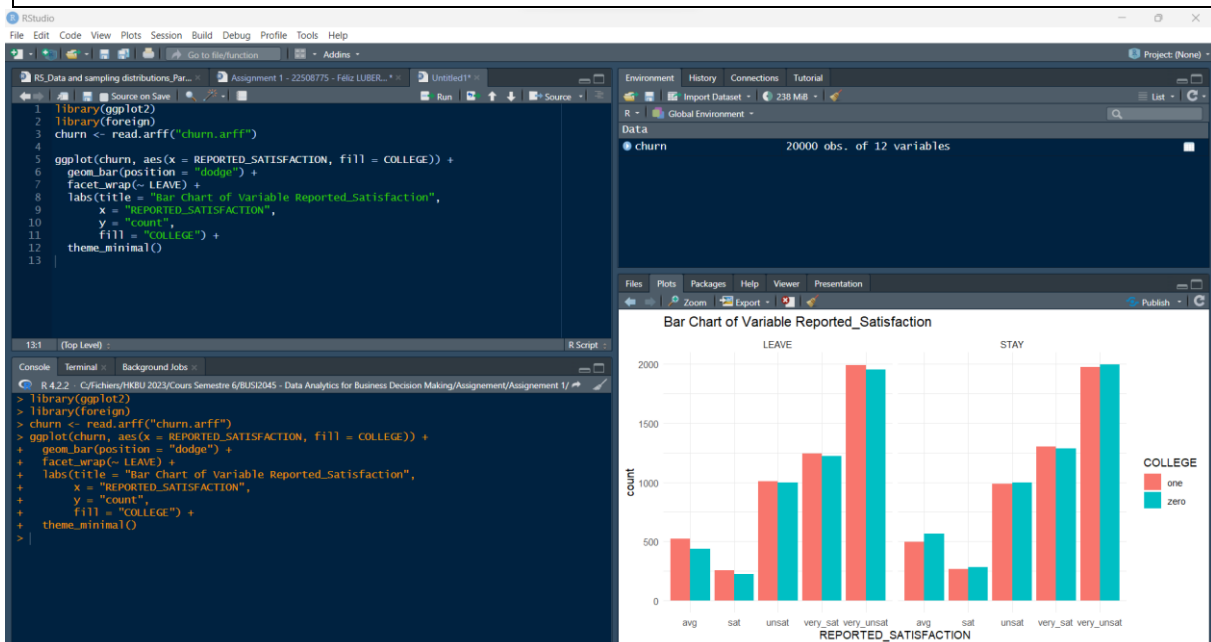 RStudio
File Edit Code View Plots Session Build Debug Profile Tools Help
Go to file/function Addins
Project: (None)
R5_Data and sampling distributions_Par... Assignment 1 - 22508775 - Féliz LUBER...* Untitled1*
Source on Save Run Source
1 library(ggplot2)
2 library(foreign)
3 churn <- read.arff("churn.arff")
4
5 ggplot(churn, aes(x = REPORTED_SATISFACTION, fill = COLLEGE)) +
6 geom_bar(position = "dodge") +
7 facet_wrap(~ LEAVE) +
8 labs(title = "Bar Chart of Variable Reported_Satisfaction",
9 x = "REPORTED_SATISFACTION",
10 y = "count",
11 fill = "COLLEGE") +
12 theme_minimal()
13
13:1 (Top Level) R Script
Console Terminal Background Jobs
R 4.2.2 · C:/Fichiers/HKBU 2023/Cours Semestre 6/BUSI2045 - Data Analytics for Business Decision Making/Assignement/Assignement 1/
> library(ggplot2)
> library(foreign)
> churn <- read.arff("churn.arff")
> ggplot(churn, aes(x = REPORTED_SATISFACTION, fill = COLLEGE)) +
+ geom_bar(position = "dodge") +
+ facet_wrap(~ LEAVE) +
+ labs(title = "Bar Chart of Variable Reported_Satisfaction",
+ x = "REPORTED_SATISFACTION",
+ y = "count",
+ fill = "COLLEGE") +
+ theme_minimal()
>
Environment History Connections Tutorial
Import Dataset 238 MiB List
R Global Environment
Data
churn 20000 obs. of 12 variables
Files Plots Packages Help Viewer Presentation
Zoom Export Publish
Bar Chart of Variable Reported_Satisfaction
LEAVE STAY
2000
1500
1000
500
0
count
avg sat unsat very_sat very_unsat avg sat unsat very_sat very_unsat
REPORTED_SATISFACTION
COLLEGE
one
zero